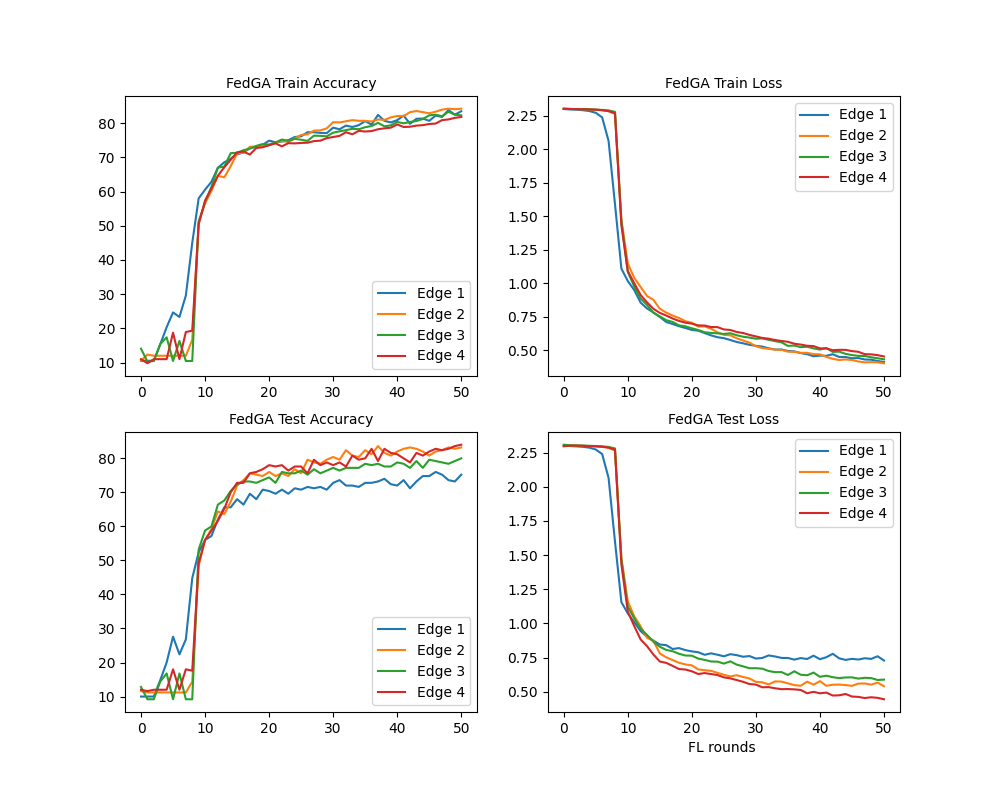 FedGA Train Accuracy
80
70
60
50
40
30
20
10
0 10 20 30 40 50
Edge 1
Edge 2
Edge 3
Edge 4
FedGA Train Loss
2.25
2.00
1.75
1.50
1.25
1.00
0.75
0.50
0 10 20 30 40 50
Edge 1
Edge 2
Edge 3
Edge 4
FedGA Test Accuracy
80
70
60
50
40
30
20
10
0 10 20 30 40 50
Edge 1
Edge 2
Edge 3
Edge 4
FedGA Test Loss
2.25
2.00
1.75
1.50
1.25
1.00
0.75
0.50
0 10 20 30 40 50
Edge 1
Edge 2
Edge 3
Edge 4
FL rounds